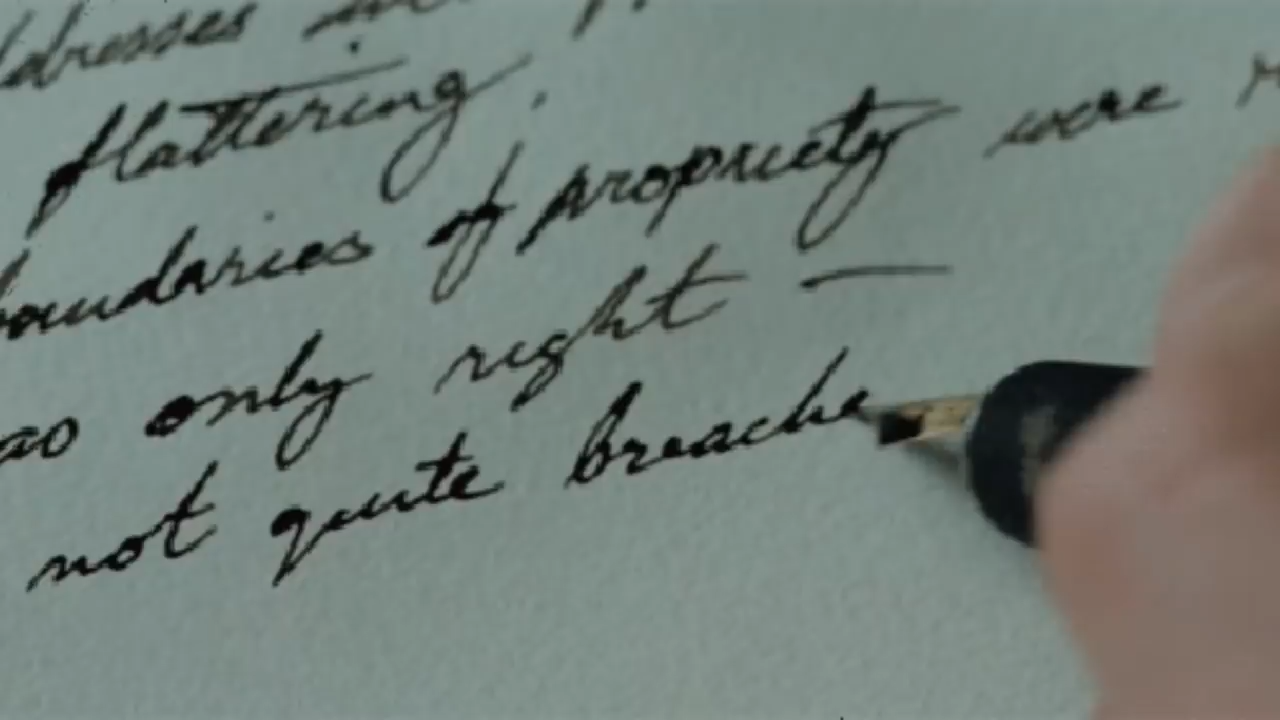 flattering.
boundaries of propriety were
only right —
not quite breache